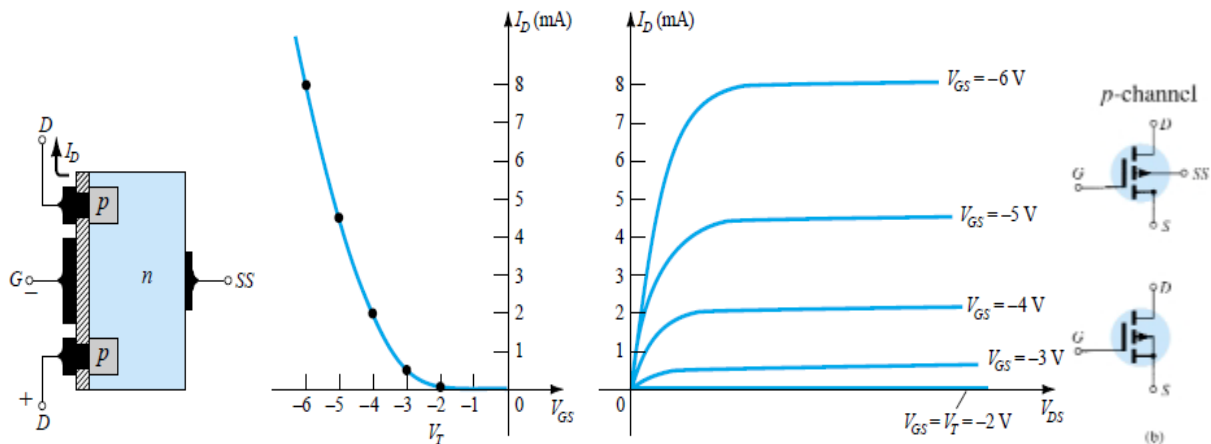 D
I_D
p
G
–
n
SS
p
+
D
I_D (mA)
8
7
6
5
4
3
2
1
–6 –5 –4 –3 –2 –1 0 V_GS
V_T
I_D (mA)
8
7
6
5
4
3
2
1
0
V_GS = –6 V
V_GS = –5 V
V_GS = –4 V
V_GS = –3 V
V_GS = V_T = –2 V
V_DS
p-channel
D
G
SS
S
D
G
S
(b)